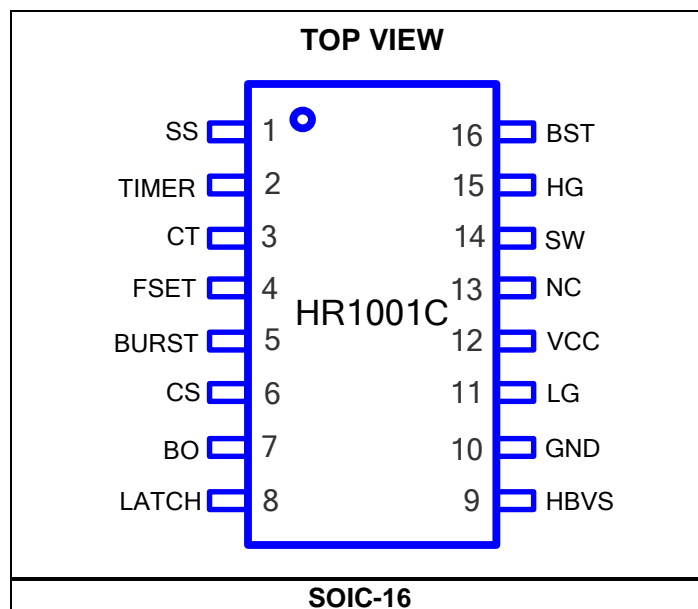 TOP VIEW
SS 1 16 BST
TIMER 2 15 HG
CT 3 14 SW
FSET 4 13 NC
HR1001C
BURST 5 12 VCC
CS 6 11 LG
BO 7 10 GND
LATCH 8 9 HBVS
SOIC-16